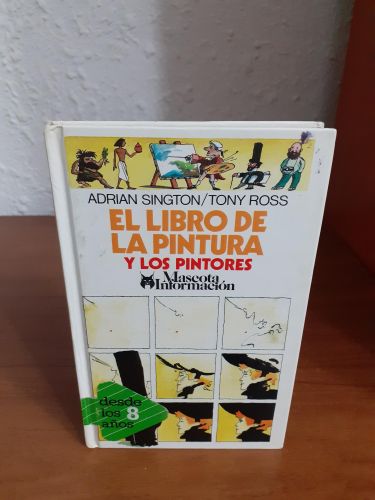 ADRIAN SINGTON/TONY ROSS
EL LIBRO DE
LA PINTURA
Y LOS PINTORES
Mascota
Información
desde
los 8
años